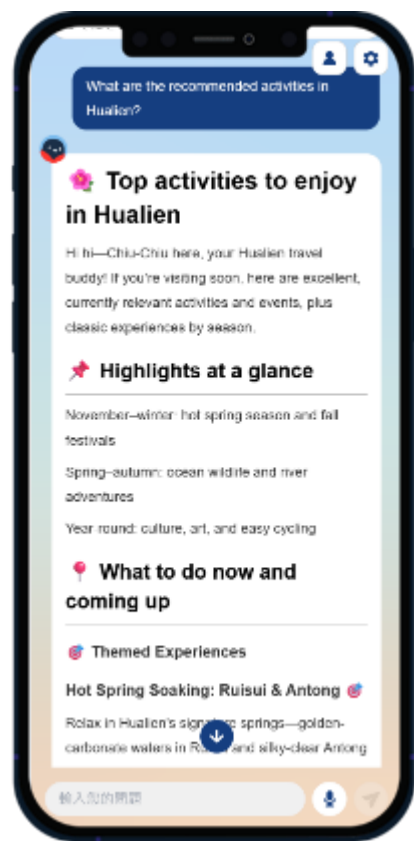 What are the recommended activities in
Hualien?
🌺 Top activities to enjoy
in Hualien
Hi hi—Chiu-Chiu here, your Hualien travel
buddy! If you're visiting soon, here are excellent,
currently relevant activities and events, plus
classic experiences by season.
📌 Highlights at a glance
November–winter: hot spring season and fall
festivals
Spring–autumn: ocean wildlife and river
adventures
Year round: culture, art, and easy cycling
📍 What to do now and
coming up
🎯 Themed Experiences
Hot Spring Soaking: Ruisui & Antong 🎯
Relax in Hualien's springs—golden-
carbonate waters in and silky-clear Antong
輸入您的問題